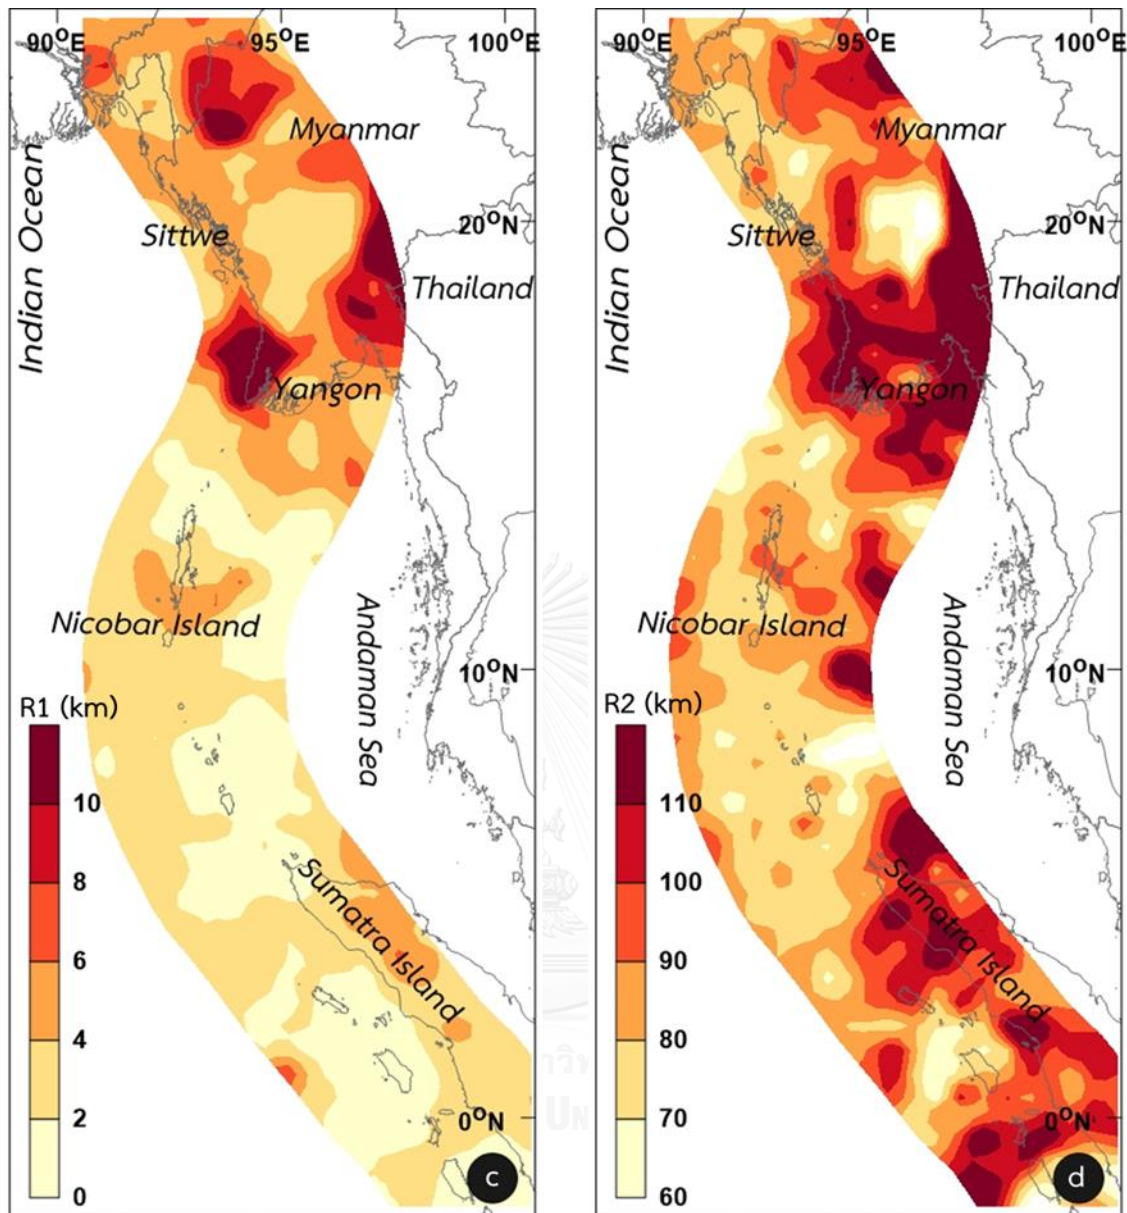 90°E 95°E 100°E
Myanmar
Indian Ocean
Sittwe
20°N
Thailand
Yangon
Nicobar Island
Andaman Sea
10°N
R1 (km)
10
8
6
4
2
0
Sumatra Island
0°N
c
90°E 95°E 100°E
Myanmar
Indian Ocean
Sittwe
20°N
Thailand
Yangon
Nicobar Island
Andaman Sea
10°N
R2 (km)
110
100
90
80
70
60
Sumatra Island
0°N
d